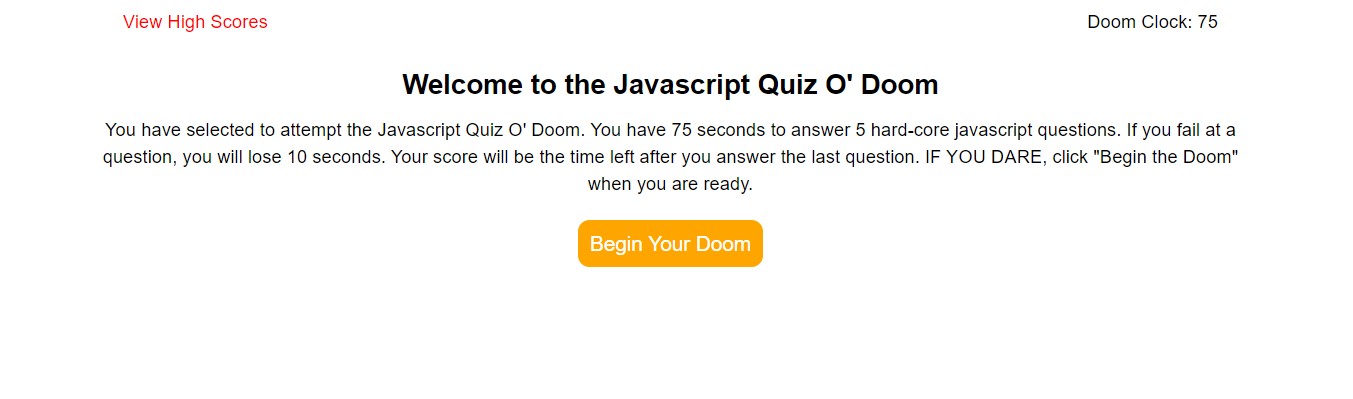 View High Scores
Doom Clock: 75
Welcome to the Javascript Quiz O' Doom
You have selected to attempt the Javascript Quiz O' Doom. You have 75 seconds to answer 5 hard-core javascript questions. If you fail at a
question, you will lose 10 seconds. Your score will be the time left after you answer the last question. IF YOU DARE, click "Begin the Doom"
when you are ready.
Begin Your Doom